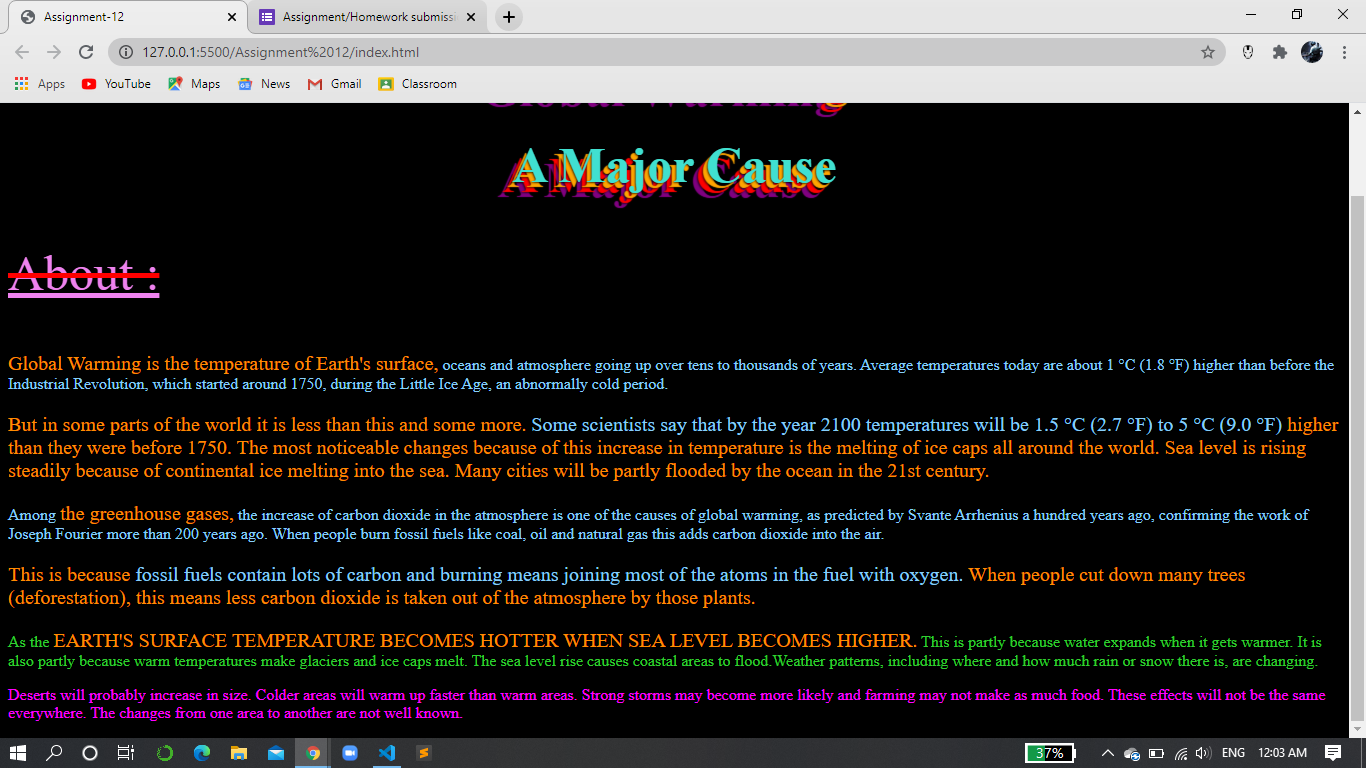 Assignment-12
Assignment/Homework submissi
127.0.0.1:5500/Assignment%2012/index.html
Apps YouTube Maps News Gmail Classroom
Global Warming
A Major Cause
About :
Global Warming is the temperature of Earth's surface, oceans and atmosphere going up over tens to thousands of years. Average temperatures today are about 1 °C (1.8 °F) higher than before the
Industrial Revolution, which started around 1750, during the Little Ice Age, an abnormally cold period.
But in some parts of the world it is less than this and some more. Some scientists say that by the year 2100 temperatures will be 1.5 °C (2.7 °F) to 5 °C (9.0 °F) higher
than they were before 1750. The most noticeable changes because of this increase in temperature is the melting of ice caps all around the world. Sea level is rising
steadily because of continental ice melting into the sea. Many cities will be partly flooded by the ocean in the 21st century.
Among the greenhouse gases, the increase of carbon dioxide in the atmosphere is one of the causes of global warming, as predicted by Svante Arrhenius a hundred years ago, confirming the work of
Joseph Fourier more than 200 years ago. When people burn fossil fuels like coal, oil and natural gas this adds carbon dioxide into the air.
This is because fossil fuels contain lots of carbon and burning means joining most of the atoms in the fuel with oxygen. When people cut down many trees
(deforestation), this means less carbon dioxide is taken out of the atmosphere by those plants.
As the EARTH'S SURFACE TEMPERATURE BECOMES HOTTER WHEN SEA LEVEL BECOMES HIGHER. This is partly because water expands when it gets warmer. It is
also partly because warm temperatures make glaciers and ice caps melt. The sea level rise causes coastal areas to flood.Weather patterns, including where and how much rain or snow there is, are changing.
Deserts will probably increase in size. Colder areas will warm up faster than warm areas. Strong storms may become more likely and farming may not make as much food. These effects will not be the same
everywhere. The changes from one area to another are not well known.
37% ENG 12:03 AM